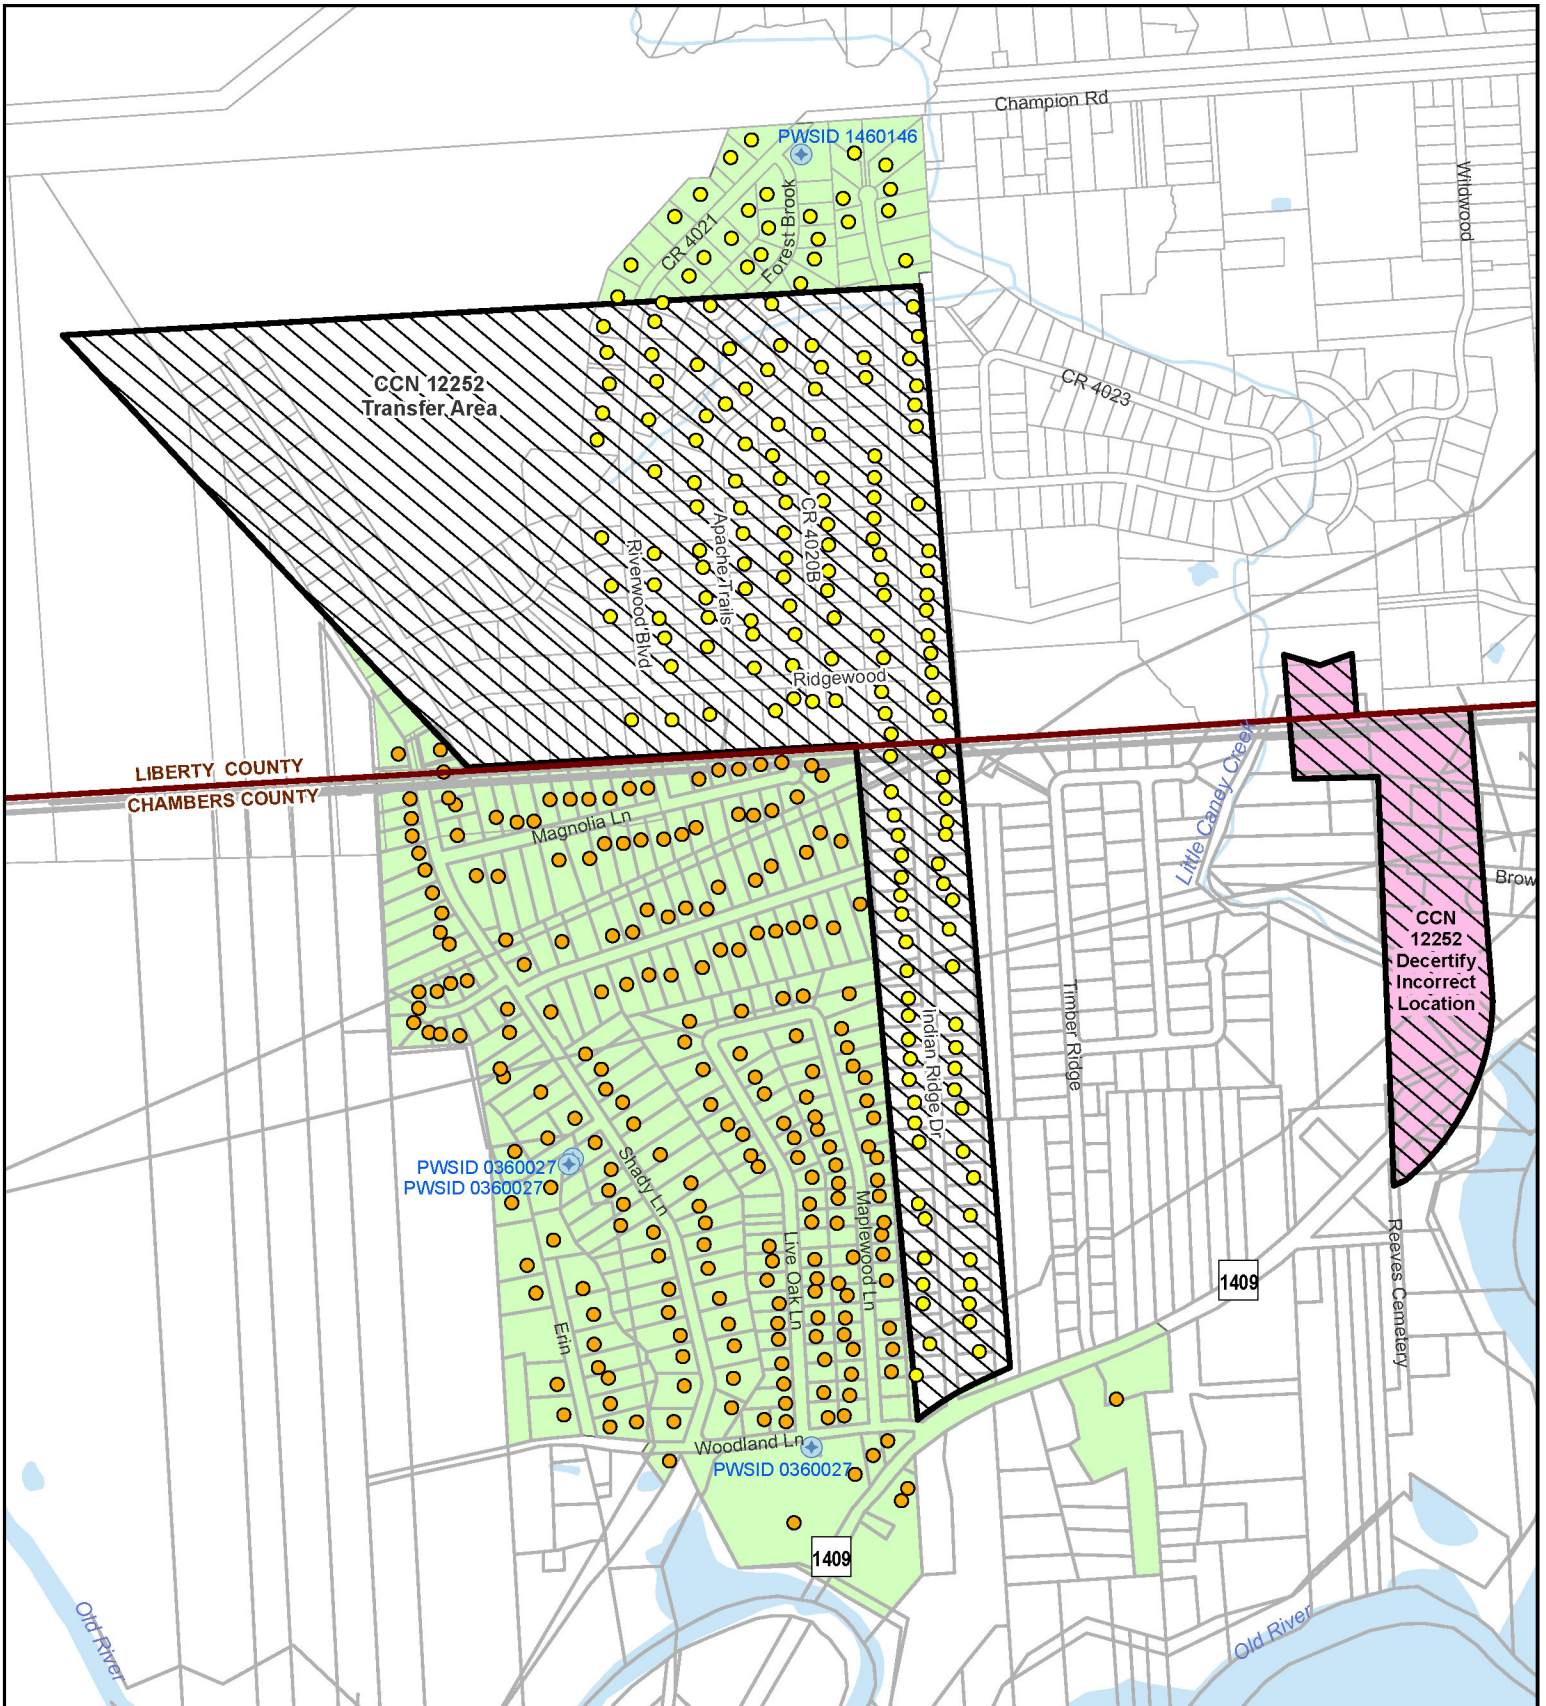 Champion Rd
PWSID 1460146
Wildwood
Forest Brook
CR 4021
CCN 12252
Transfer Area
CR 4023
CR 4020B
Apache Trails
Riverwood Blvd
Ridgewood
LIBERTY COUNTY
CHAMBERS COUNTY
Little Caney Creek
Magnolia Ln
Brow
CCN
12252
Decertify
Incorrect
Location
Timber Ridge
Indian Ridge Dr
PWSID 0360027
PWSID 0360027
Shady Ln
Maplewood Ln
Live Oak Ln
Reeves Cemetery
1409
Erin
Woodland Ln
PWSID 0360027
1409
Old River
Old River